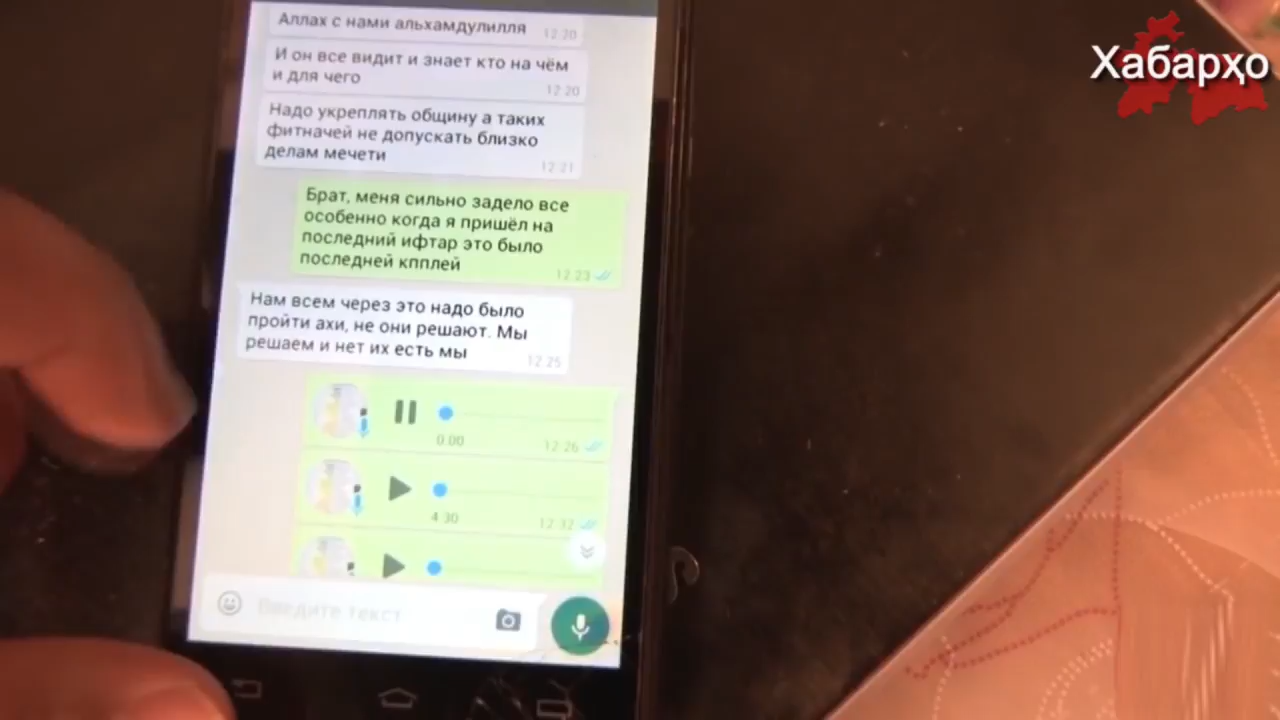 Аллах с нами альхамдулилля
12:20
И он все видит и знает кто на чём
и для чего
12:20
Надо укреплять общину а таких
фитначей не допускать близко
делам мечети
12:21
Брат, меня сильно задело все
особенно когда я пришёл на
последний ифтар это было
последней кпплей
12:23
Нам всем через это надо было
пройти ахи, не они решают. Мы
решаем и нет их есть мы
12:25
0:00
12:26
4:30
12:32
Введите текст
Хабарҳо